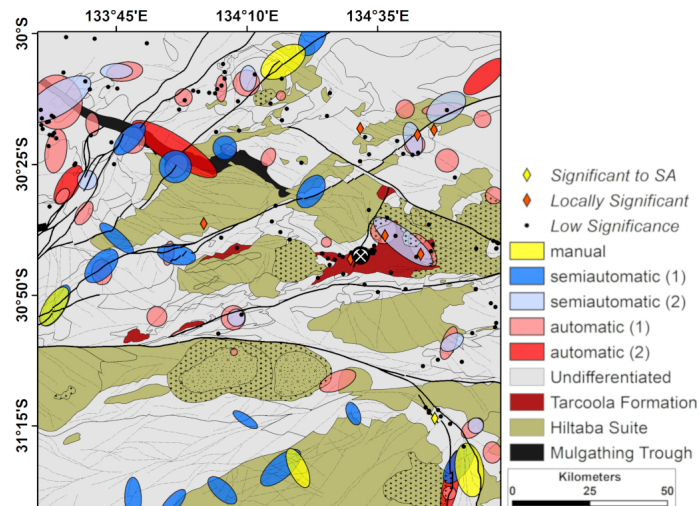 133°45'E 134°10'E 134°35'E
30°S
30°25'S
30°50'S
31°15'S
Significant to SA
Locally Significant
Low Significance
manual
semiautomatic (1)
semiautomatic (2)
automatic (1)
automatic (2)
Undifferentiated
Tarcoola Formation
Hiltaba Suite
Mulgathing Trough
Kilometers
0 25 50